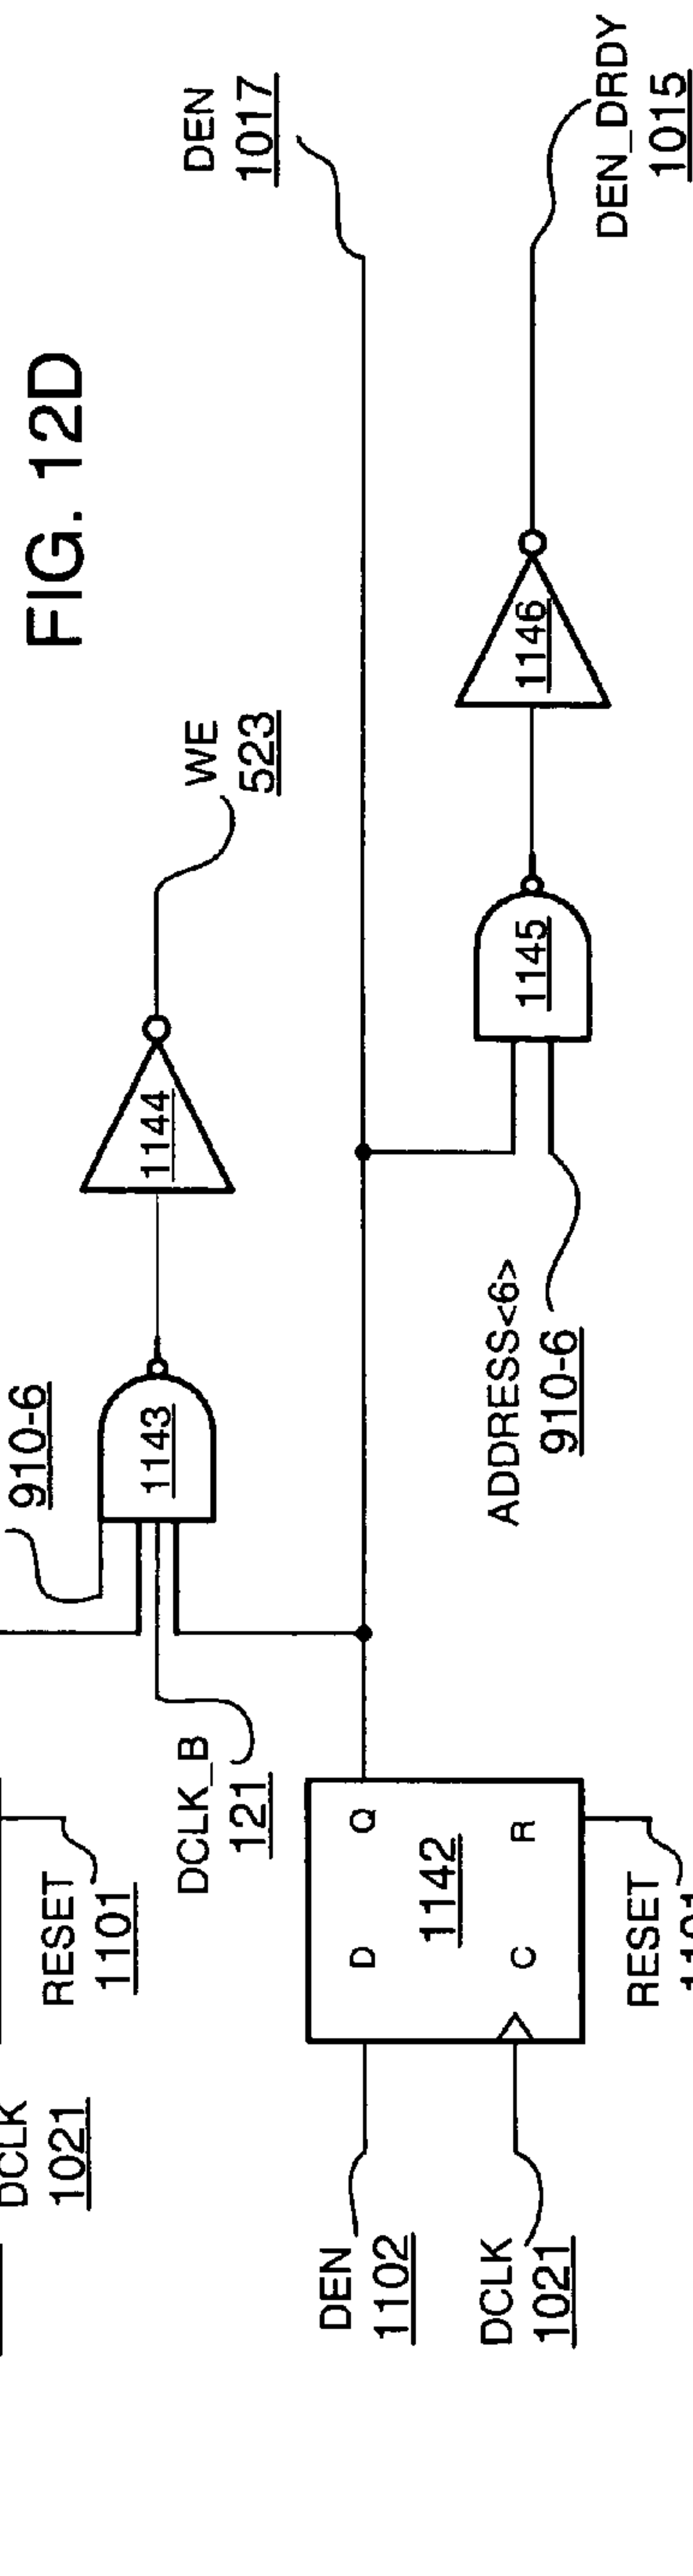 FIG. 12D
910-6
1143
1144
WE
523
DCLK_B
121
RESET
1101
DCLK
1021
DEN
1017
DEN
1102
DCLK
1021
D
Q
1142
C
R
RESET
ADDRESS<6>
910-6
1145
1146
DEN_DRDY
1015